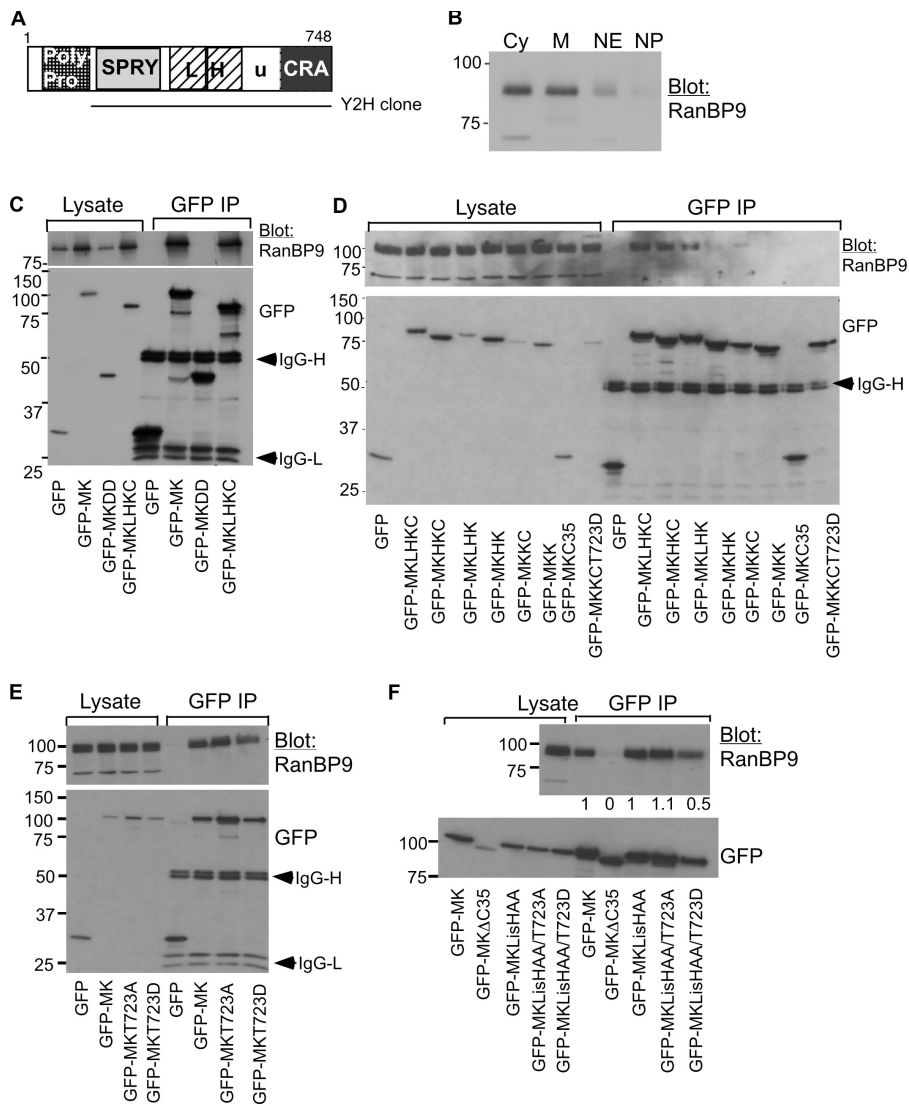 A
1 748
Poly Pro SPRY L H u CRA
Y2H clone
B
Cy M NE NP
100
75
Blot:
RanBP9
C
Lysate GFP IP
Blot:
RanBP9
75
150
100
75
50
37
25
GFP
IgG-H
IgG-L
GFP
GFP-MK
GFP-MKDD
GFP-MKLHKC
GFP
GFP-MK
GFP-MKDD
GFP-MKLHKC
D
Lysate GFP IP
100
75
Blot:
RanBP9
150
100
75
50
37
25
GFP
IgG-H
GFP
GFP-MKLHKC
GFP-MKHKC
GFP-MKLHK
GFP-MKHK
GFP-MKKC
GFP-MKK
GFP-MKC35
GFP-MKKCT723D
GFP
GFP-MKLHKC
GFP-MKHKC
GFP-MKLHK
GFP-MKHK
GFP-MKKC
GFP-MKK
GFP-MKC35
GFP-MKKCT723D
E
Lysate GFP IP
100
75
Blot:
RanBP9
150
100
75
50
37
25
GFP
IgG-H
IgG-L
GFP
GFP-MK
GFP-MKT723A
GFP-MKT723D
GFP
GFP-MK
GFP-MKT723A
GFP-MKT723D
F
Lysate GFP IP
100
75
Blot:
RanBP9
1 0 1 1.1 0.5
100
75
GFP
GFP-MK
GFP-MKΔC35
GFP-MKLisHAA
GFP-MKLisHAA/T723A
GFP-MKLisHAA/T723D
GFP-MK
GFP-MKΔC35
GFP-MKLisHAA
GFP-MKLisHAA/T723A
GFP-MKLisHAA/T723D